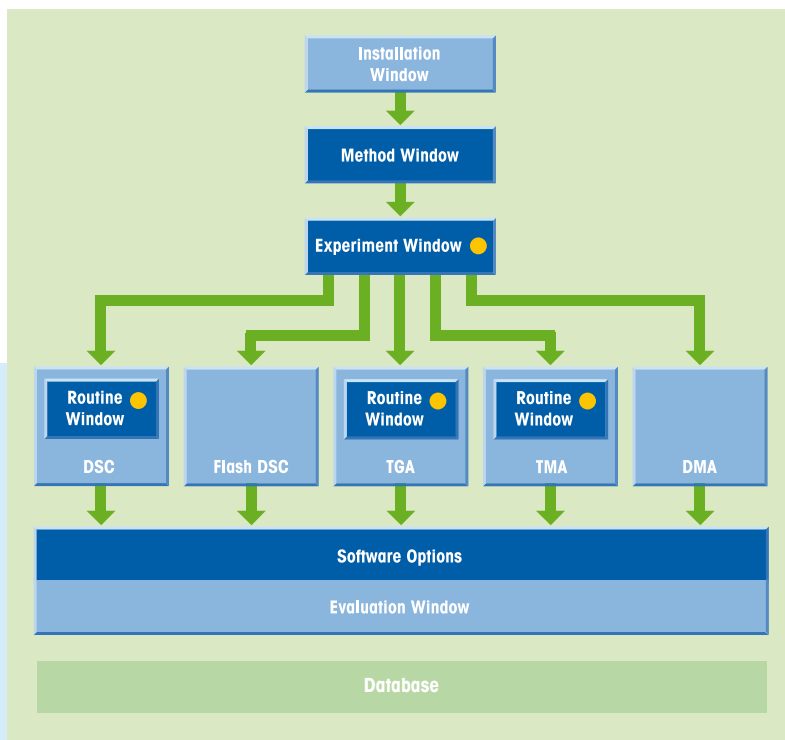 Installation
Window
Method Window
Experiment Window
Routine
Window
DSC
Flash DSC
Routine
Window
TGA
Routine
Window
TMA
DMA
Software Options
Evaluation Window
Database